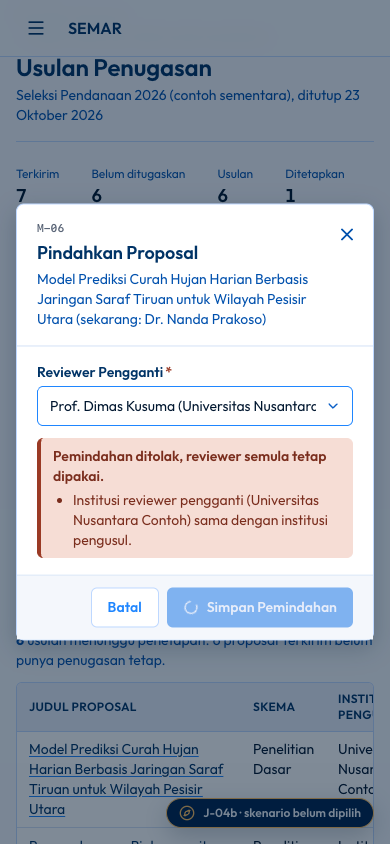 SEMAR
Usulan Penugasan
Seleksi Pendanaan 2026 (contoh sementara), ditutup 23
Oktober 2026
Terkirim Belum ditugaskan Usulan Ditetapkan
7 6 6 1
M-06
Pindahkan Proposal
Model Prediksi Curah Hujan Harian Berbasis
Jaringan Saraf Tiruan untuk Wilayah Pesisir
Utara (sekarang: Dr. Nanda Prakoso)
Reviewer Pengganti *
Prof. Dimas Kusuma (Universitas Nusantara
Pemindahan ditolak, reviewer semula tetap
dipakai.
• Institusi reviewer pengganti (Universitas
Nusantara Contoh) sama dengan institusi
pengusul.
Batal Simpan Pemindahan
6 usulan menunggu penetapan. 6 proposal terkirim belum
punya penugasan tetap.
JUDUL PROPOSAL SKEMA INSTIT
PENGU
Model Prediksi Curah Hujan Penelitian Unive
Harian Berbasis Jaringan Saraf Dasar Nusan
Tiruan untuk Wilayah Pesisir Conto
Utara
J-04b · skenario belum dipilih